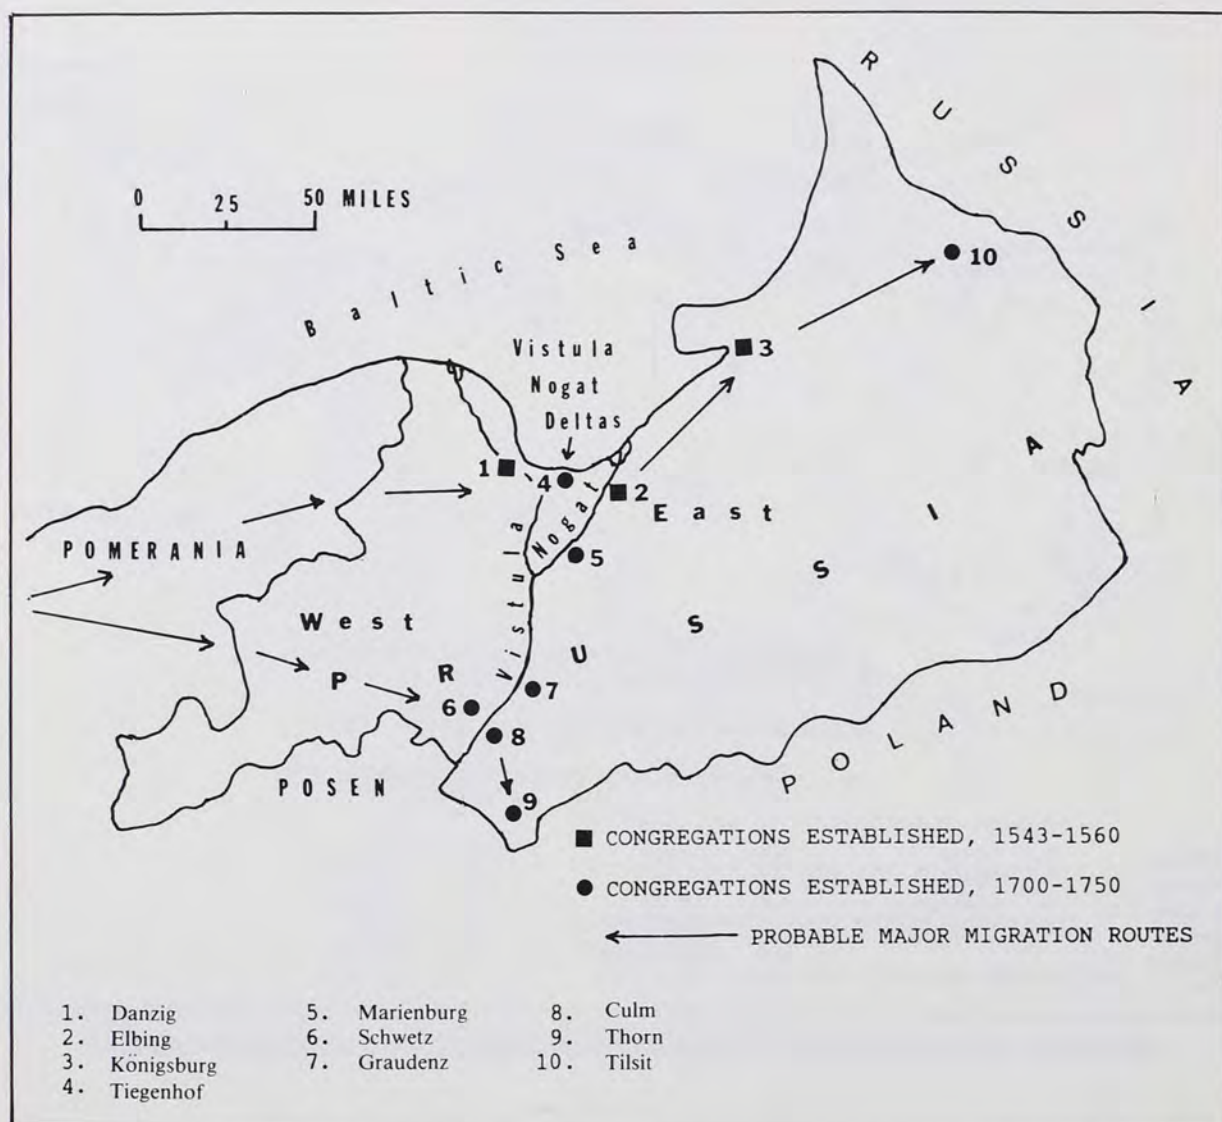 RUSSIA
0 25 50 MILES
Baltic Sea
10
3
Vistula
Nogat
Deltas
1
4
2
Nogat
East
5
POMERANIA
Vistula
West
PRUSSIA
6
7
8
9
POSEN
POLAND
CONGREGATIONS ESTABLISHED, 1543-1560
CONGREGATIONS ESTABLISHED, 1700-1750
PROBABLE MAJOR MIGRATION ROUTES
1. Danzig
2. Elbing
3. Königsburg
4. Tiegenhof
5. Marienburg
6. Schwetz
7. Graudenz
8. Culm
9. Thorn
10. Tilsit